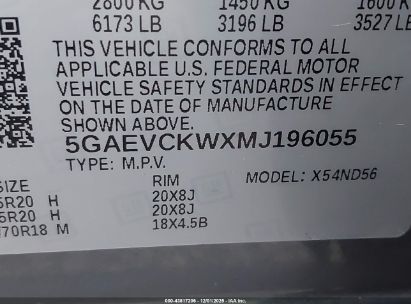 2800 KG 1450 KG 1600 K
6173 LB 3196 LB 3527 LB
THIS VEHICLE CONFORMS TO ALL
APPLICABLE U.S. FEDERAL MOTOR
VEHICLE SAFETY STANDARDS IN EFFECT
ON THE DATE OF MANUFACTURE
SHOWN ABOVE.
5GAEVCKWXMJ196055
TYPE: M.P.V.
MODEL: X54ND56
SIZE RIM
5R20 H 20X8J
5R20 H 20X8J
/70R18 M 18X4.5B